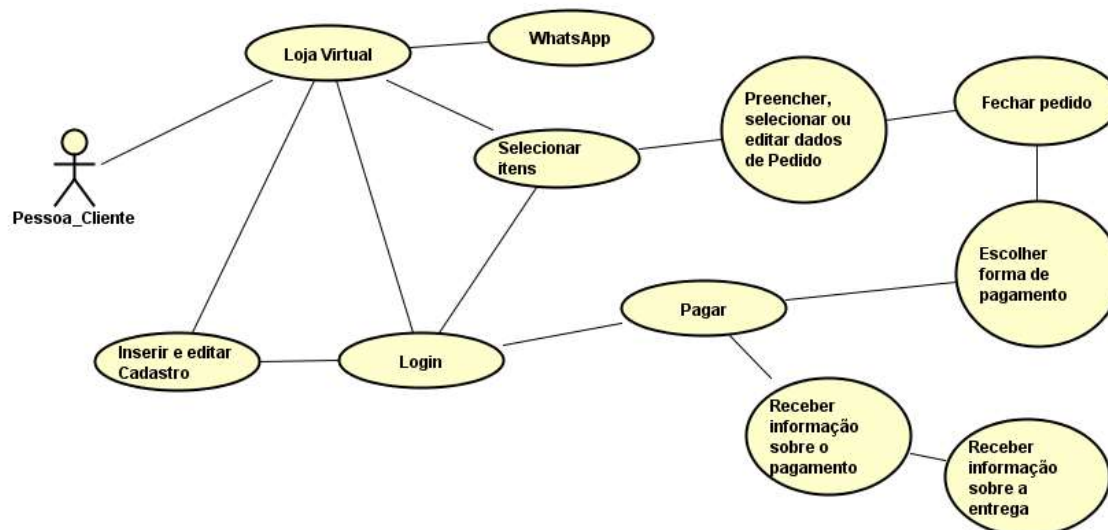 Loja Virtual
WhatsApp
Preencher,
selecionar ou
editar dados
de Pedido
Fechar pedido
Selecionar
itens
Pessoa_Cliente
Escolher
forma de
pagamento
Pagar
Inserir e editar
Cadastro
Login
Receber
informação
sobre o
pagamento
Receber
informação
sobre a
entrega